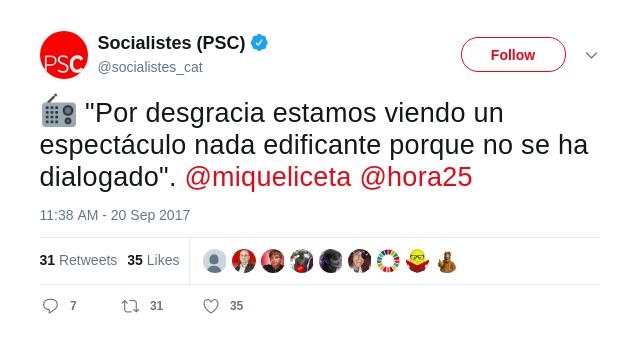 PSC
Socialistes (PSC)
@socialistes_cat
Follow
"Por desgracia estamos viendo un
espectáculo nada edificante porque no se ha
dialogado". @miqueliceta @hora25
11:38 AM - 20 Sep 2017
31 Retweets 35 Likes
7 31 35